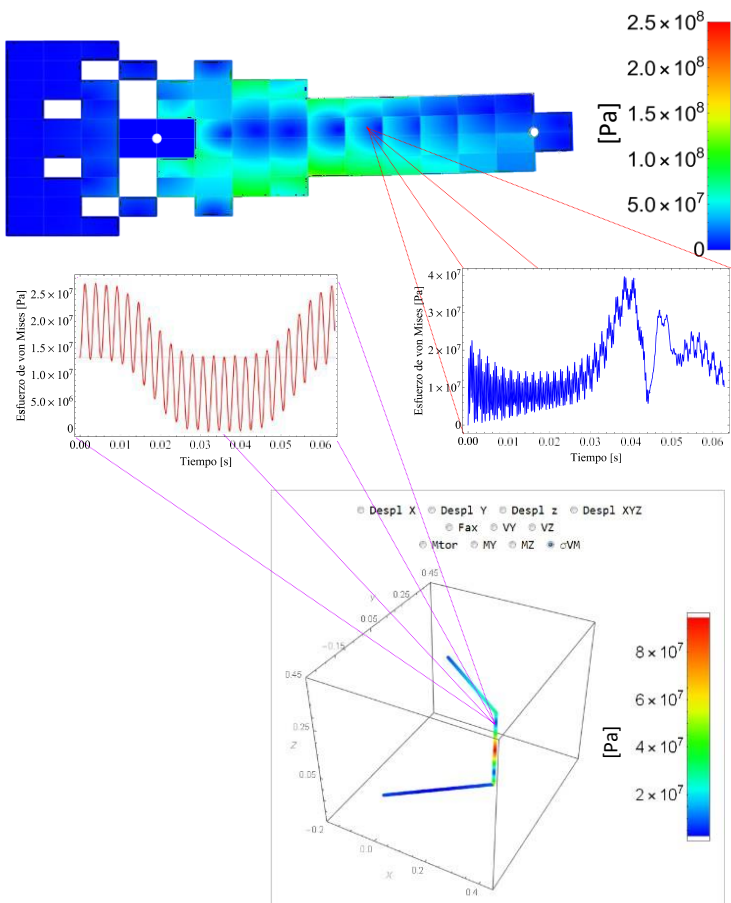 2.5×10⁸
2.0×10⁸
1.5×10⁸
1.0×10⁸
5.0×10⁷
0
[Pa]
Esfuerzo de von Mises [Pa]
2.5×10⁷
2.0×10⁷
1.5×10⁷
1.0×10⁷
5.0×10⁶
0
0.00 0.01 0.02 0.03 0.04 0.05 0.06
Tiempo [s]
Esfuerzo de von Mises [Pa]
4×10⁷
3×10⁷
2×10⁷
1×10⁷
0
0.00 0.01 0.02 0.03 0.04 0.05 0.06
Tiempo [s]
Despl X Despl Y Despl z Despl XYZ
Fax VY VZ
Mtor MY MZ σVM
0.45
0.25
Y
0.05
-0.15
0.45
0.25
Z
0.05
-0.2
0.0
X
0.2
0.4
8×10⁷
6×10⁷
4×10⁷
2×10⁷
[Pa]